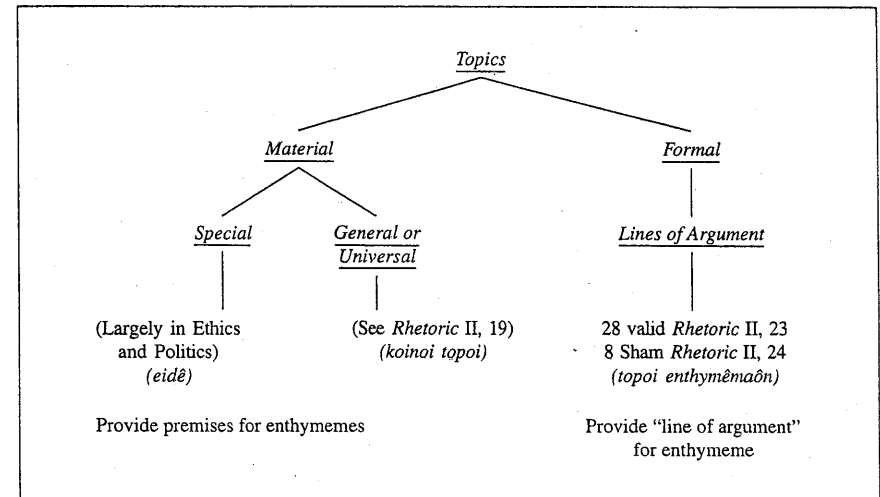 Topics
Material
Formal
Special
General or
Universal
Lines of Argument
(Largely in Ethics
and Politics)
(eidê)
(See Rhetoric II, 19)
(koinoi topoi)
28 valid Rhetoric II, 23
8 Sham Rhetoric II, 24
(topoi enthymêmaôn)
Provide premises for enthymemes
Provide "line of argument"
for enthymeme